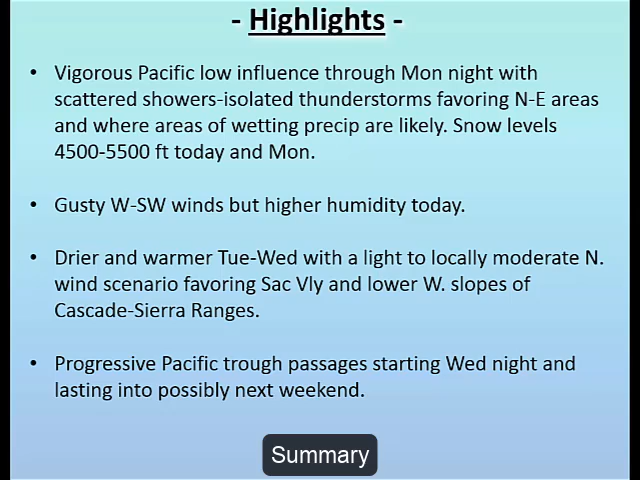 - Highlights -
• Vigorous Pacific low influence through Mon night with
scattered showers-isolated thunderstorms favoring N-E areas
and where areas of wetting precip are likely. Snow levels
4500-5500 ft today and Mon.
• Gusty W-SW winds but higher humidity today.
• Drier and warmer Tue-Wed with a light to locally moderate N.
wind scenario favoring Sac Vly and lower W. slopes of
Cascade-Sierra Ranges.
• Progressive Pacific trough passages starting Wed night and
lasting into possibly next weekend.
Summary